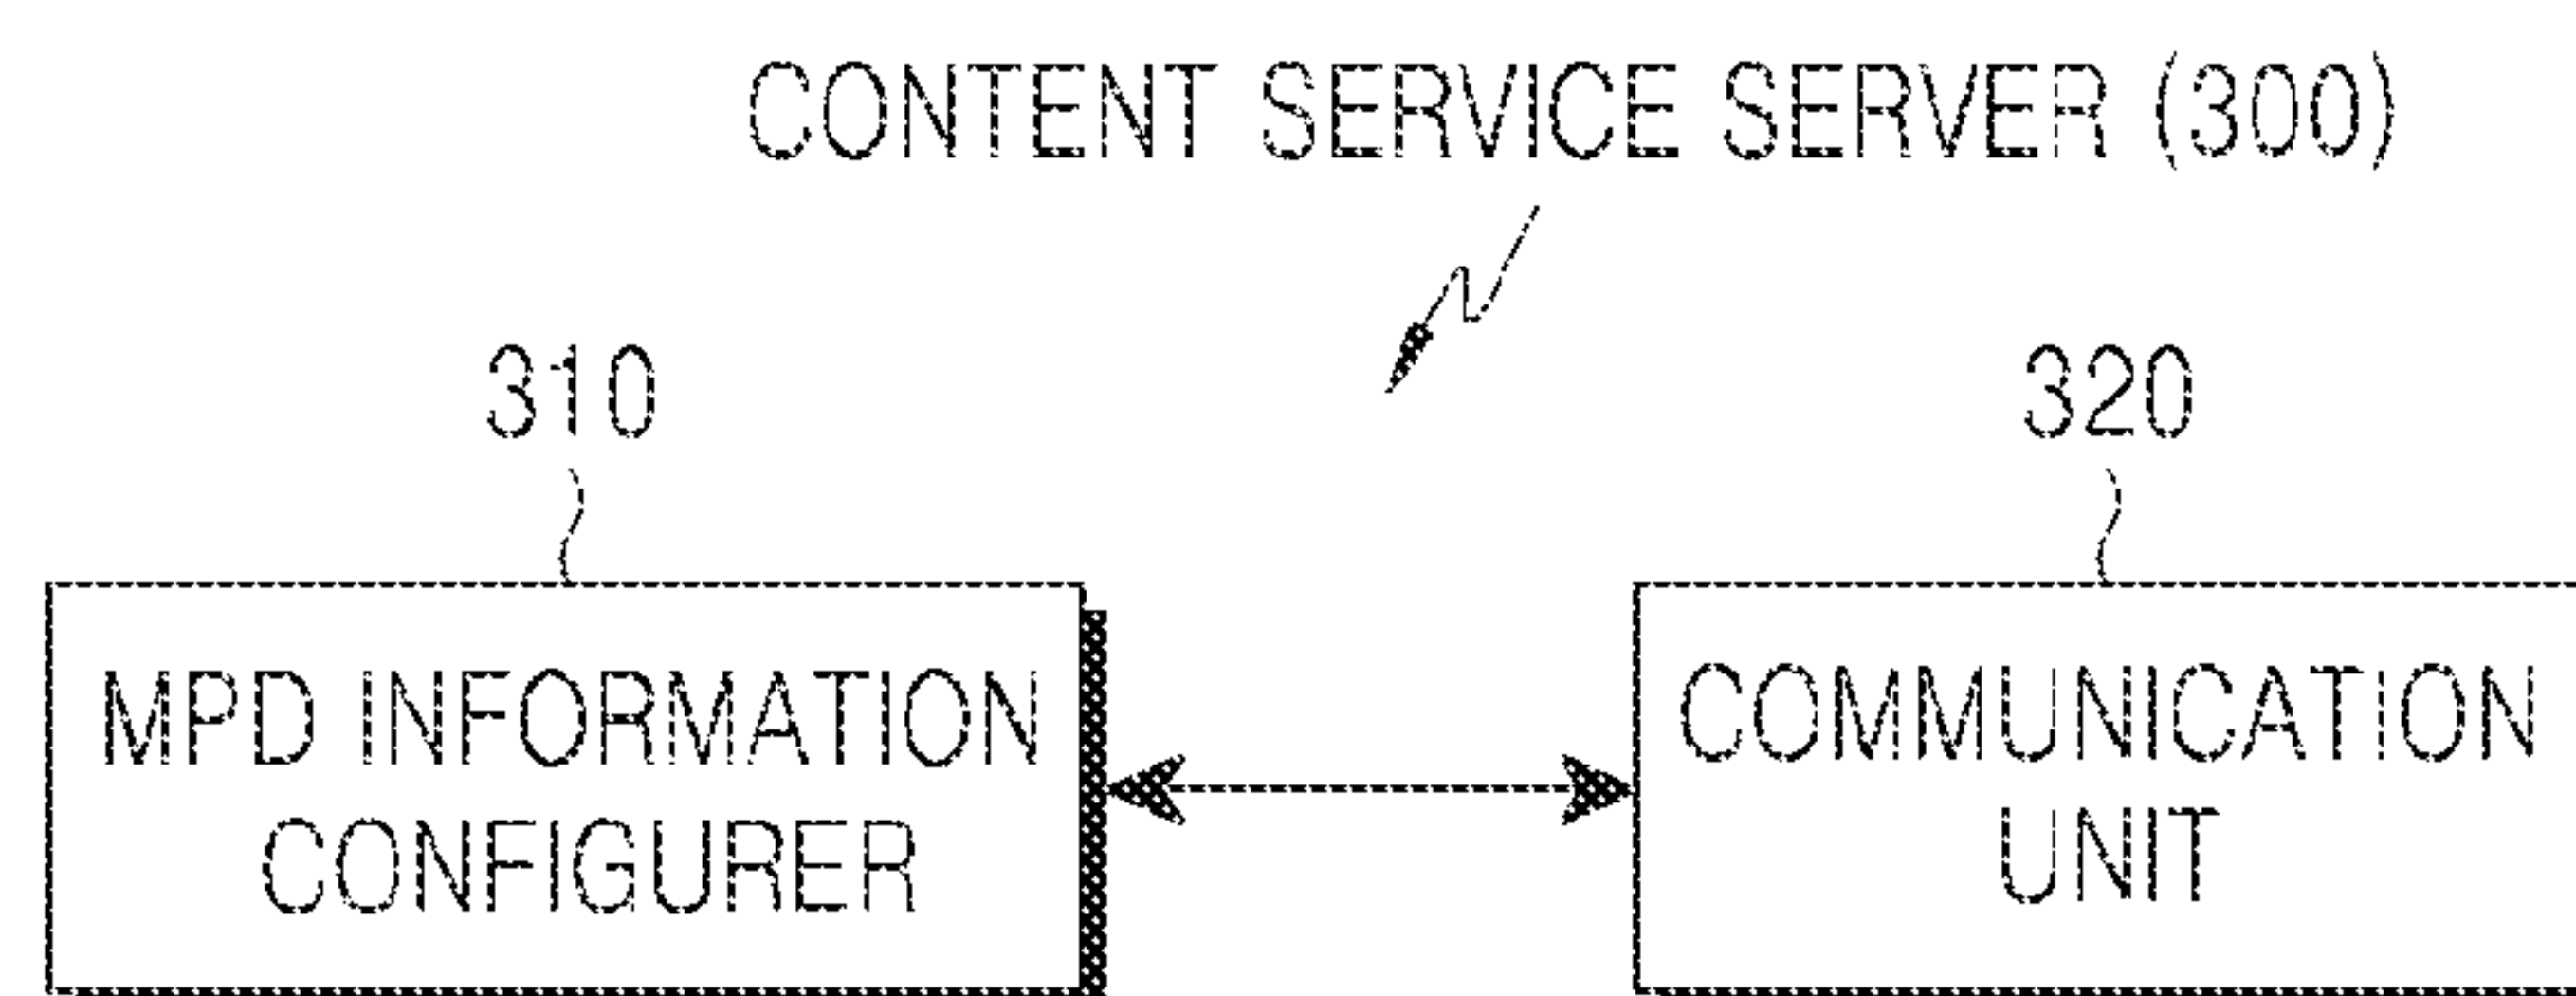 CONTENT SERVICE SERVER (300)
310
320
MPD INFORMATION
CONFIGURER
COMMUNICATION
UNIT